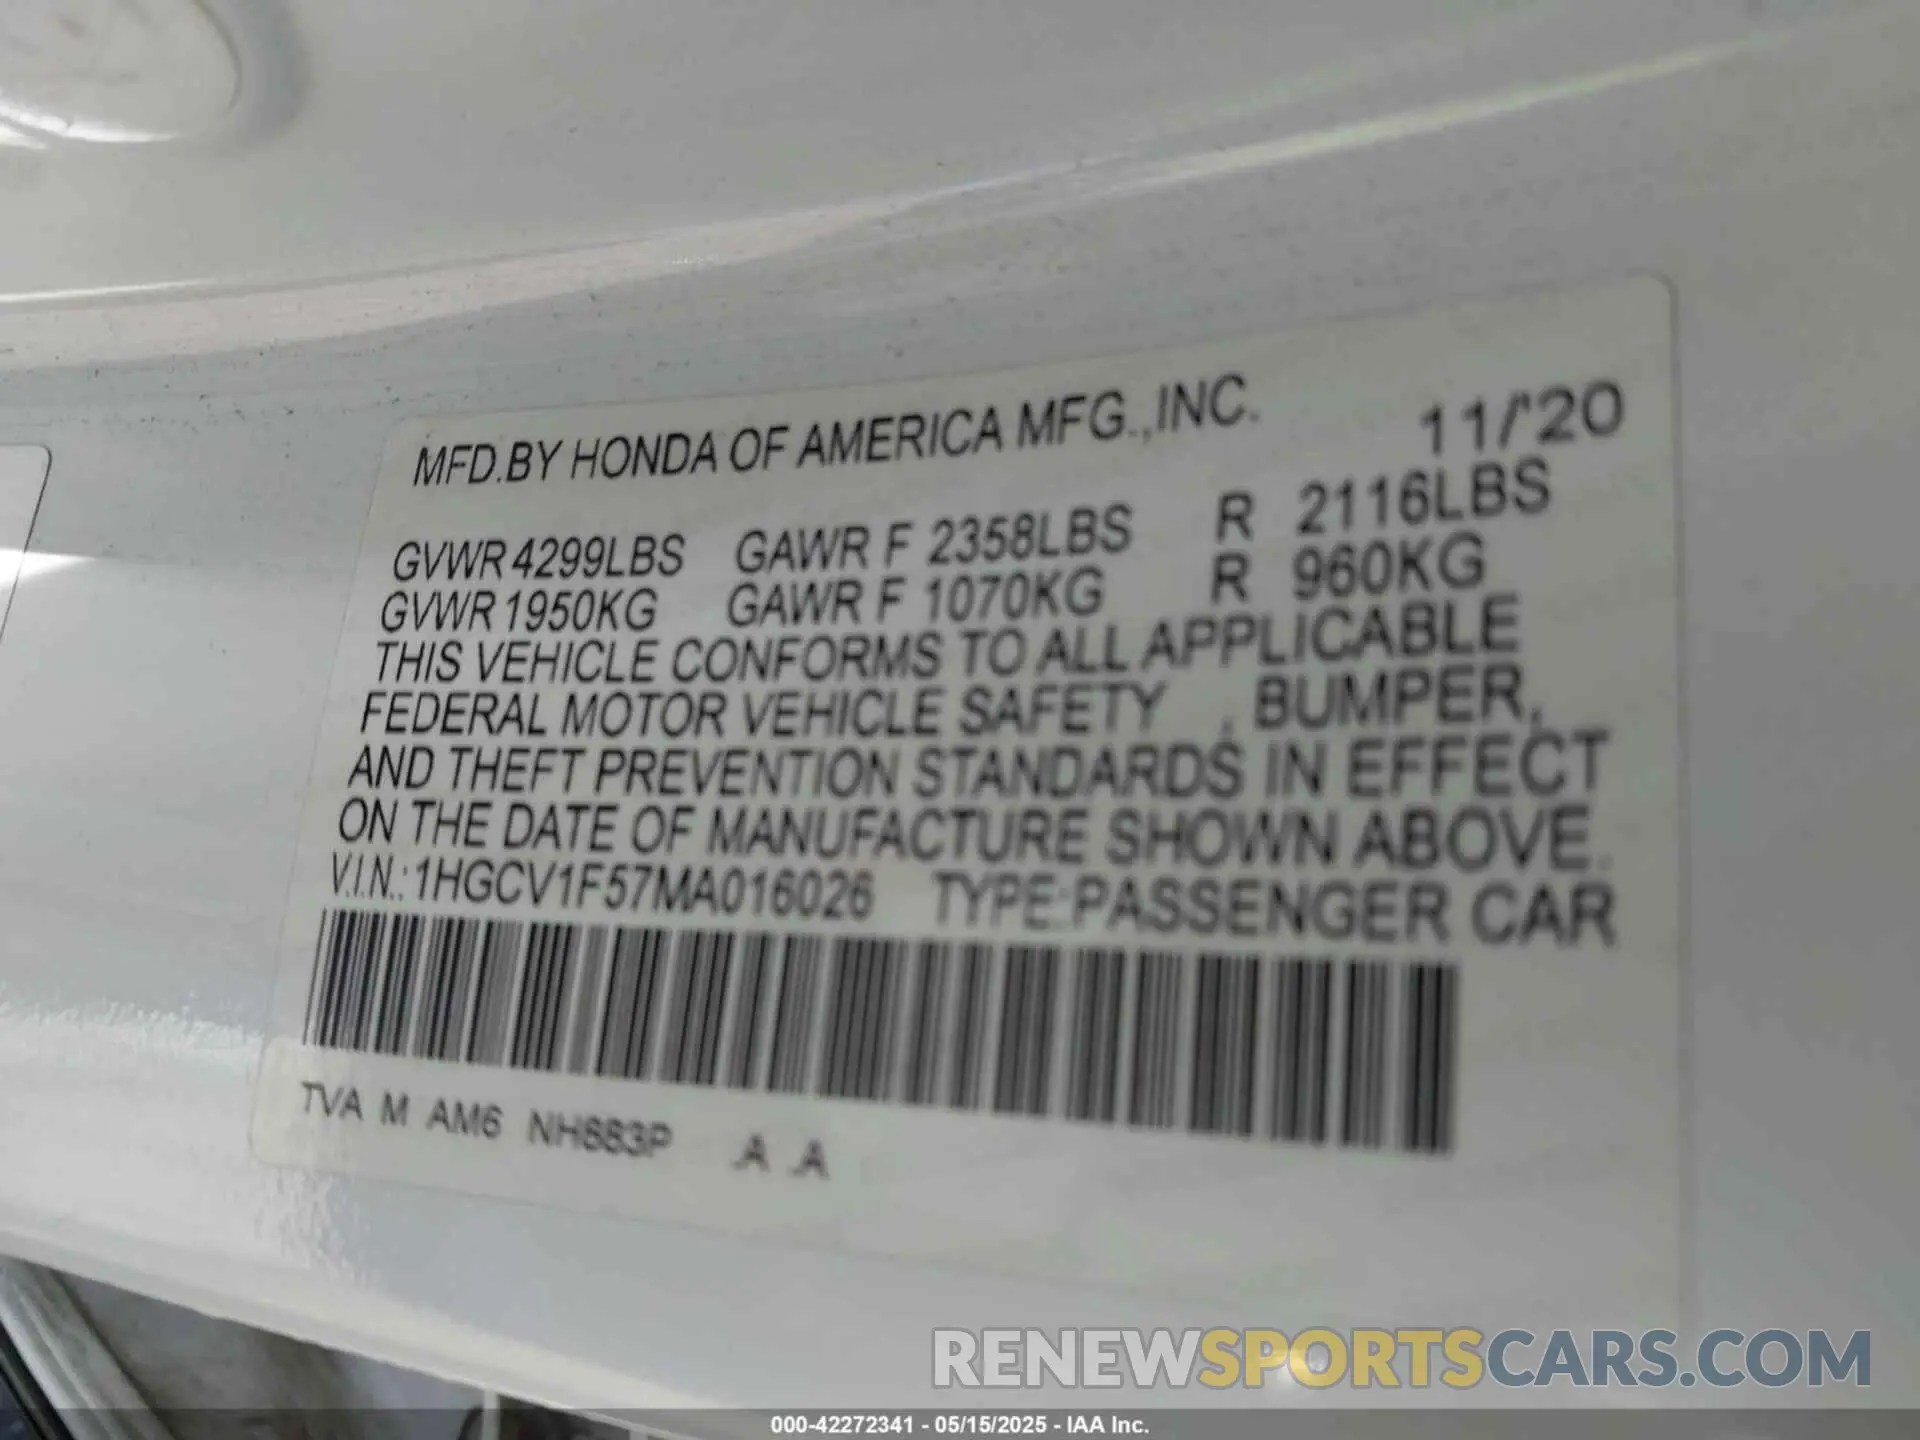 MFD.BY HONDA OF AMERICA MFG.,INC. 11/'20
GVWR 4299LBS GAWR F 2358LBS R 2116LBS
GVWR 1950KG GAWR F 1070KG R 960KG
THIS VEHICLE CONFORMS TO ALL APPLICABLE
FEDERAL MOTOR VEHICLE SAFETY , BUMPER,
AND THEFT PREVENTION STANDARDS IN EFFECT
ON THE DATE OF MANUFACTURE SHOWN ABOVE.
V.I.N.: 1HGCV1F57MA016026 TYPE:PASSENGER CAR
TVA M AM6 NH883P A A
RENEWSPORTSCARS.COM
000-42272341 - 05/15/2025 - IAA Inc.